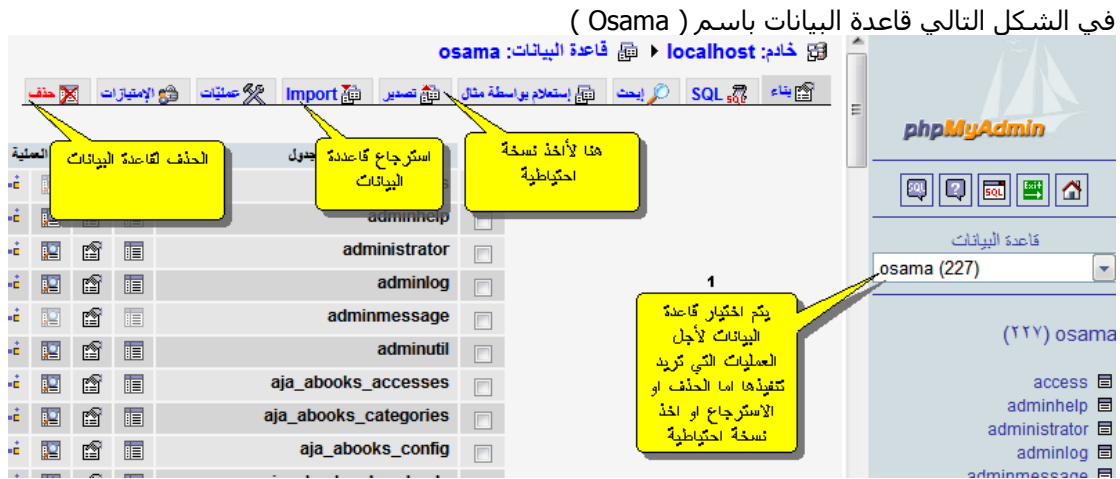 في الشكل التالي قاعدة البيانات باسم ( Osama )
خادم: localhost ◂ قاعدة البيانات: osama
بناء SQL إبحث إستعلام بواسطة مثال تصدير Import عمليّات الإمتيازات حذف
هنا لأخذ نسخة
احتياطية
استرجاع قاعددة
البيانات
الحذف لقاعدة البيانات
جدول
العملية
adminhelp
administrator
adminlog
adminmessage
adminutil
aja_abooks_accesses
aja_abooks_categories
aja_abooks_config
1
يتم اختيار قاعدة
البيانات لأجل
العمليات التي تريد
تنفيذها اما الحذف او
الاسترجاع او اخذ
نسخة احتياطية
phpMyAdmin
SQL ? SQL Exit
قاعدة البيانات
osama (227)
osama (٢٢٧)
access
adminhelp
administrator
adminlog
adminmessage